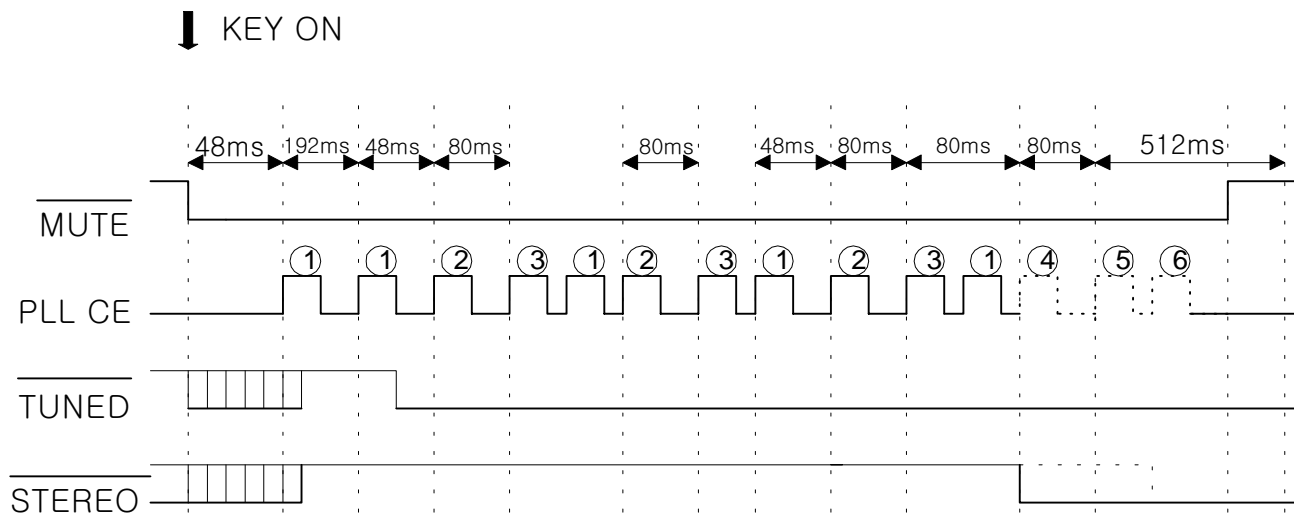 KEY ON
48ms 192ms 48ms 80ms 80ms 48ms 80ms 80ms 80ms 512ms
MUTE
① ① ② ③ ① ② ③ ① ② ③ ① ④ ⑤ ⑥
PLL CE
TUNED
STEREO